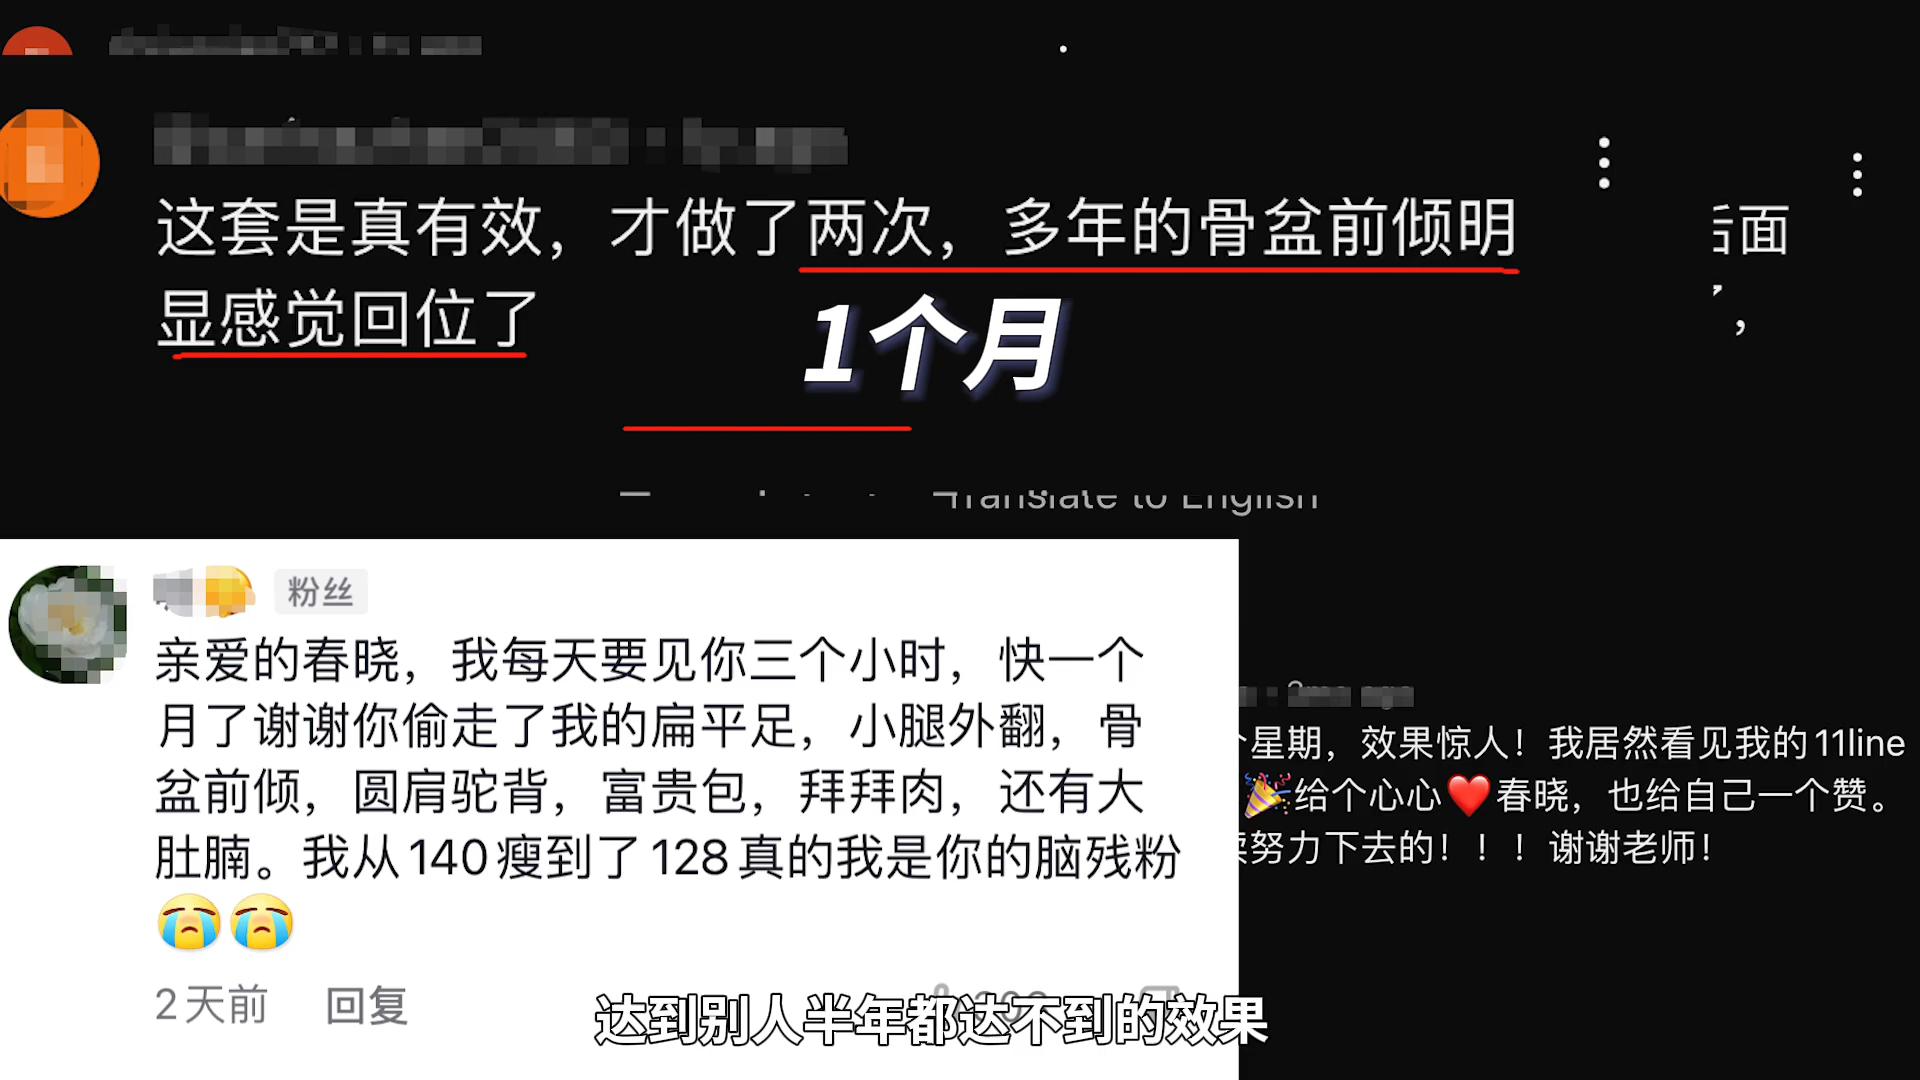 这套是真有效，才做了两次，多年的骨盆前倾明
显感觉回位了
后面
，
1个月
Translate to English
粉丝
亲爱的春晓，我每天要见你三个小时，快一个
月了谢谢你偷走了我的扁平足，小腿外翻，骨
盆前倾，圆肩驼背，富贵包，拜拜肉，还有大
肚腩。我从140瘦到了128真的我是你的脑残粉
😭😭
2天前 回复
个星期，效果惊人！我居然看见我的11line
🎉给个心心❤️春晓，也给自己一个赞。
续努力下去的！！！谢谢老师！
达到别人半年都达不到的效果